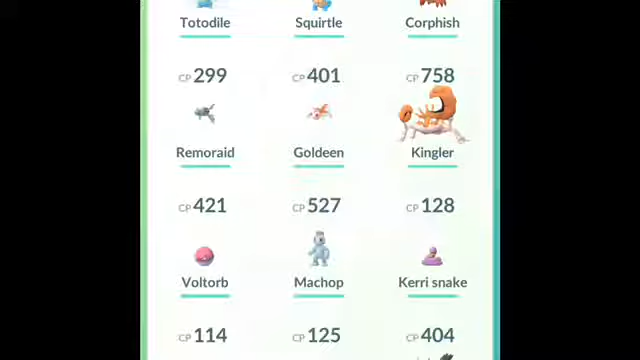 Totodile Squirtle Corphish
CP 299 CP 401 CP 758
Remoraid Goldeen Kingler
CP 421 CP 527 CP 128
Voltorb Machop Kerri snake
CP 114 CP 125 CP 404